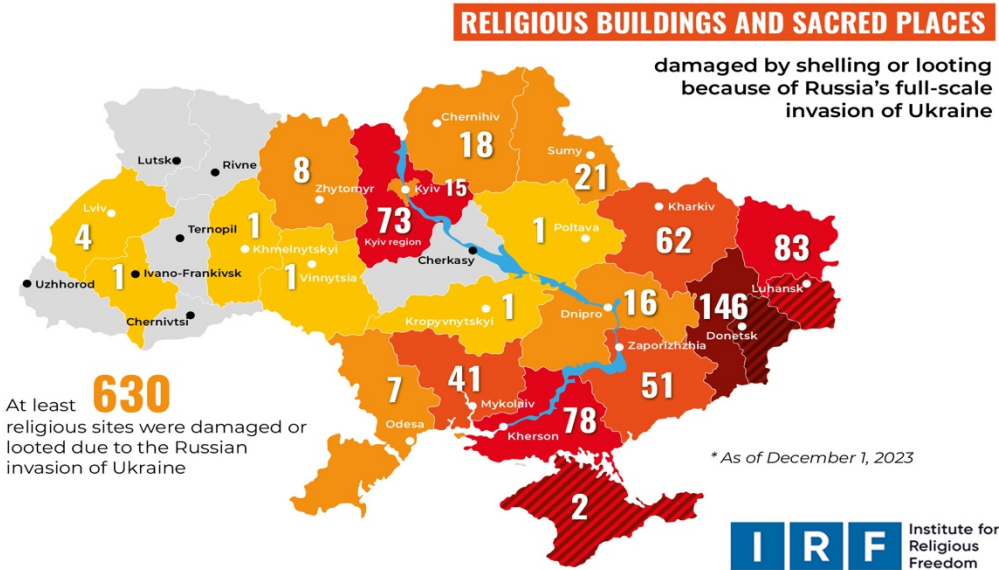 RELIGIOUS BUILDINGS AND SACRED PLACES
damaged by shelling or looting
because of Russia's full-scale
invasion of Ukraine
Chernihiv
18
Sumy
21
Lutsk
Rivne
8
Zhytomyr
Kyiv 15
73
Kyiv region
Kharkiv
62
83
Luhansk
Lviv
4
Ternopil
1
Khmelnytskyi
1
Poltava
Cherkasy
1
Ivano-Frankivsk
1
Vinnytsia
Uzhhorod
Chernivtsi
Kropyvnytskyi
1
Dnipro
16
146
Donetsk
Zaporizhzhia
51
7
Odesa
41
Mykolaiv
78
Kherson
2
At least 630
religious sites were damaged or
looted due to the Russian
invasion of Ukraine
* As of December 1, 2023
IRF
Institute for
Religious
Freedom